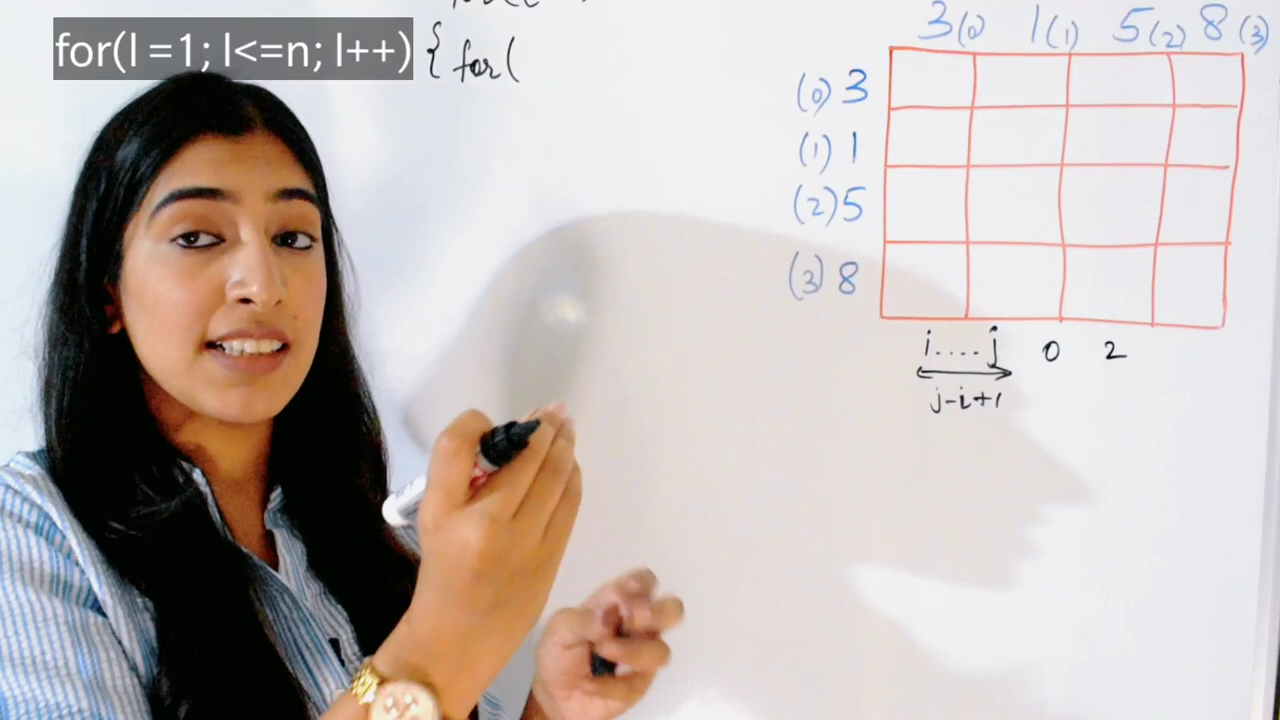 for(l =1; l<=n; l++)
{ for(
3(0) 1(1) 5(2) 8(3)
(0) 3
(1) 1
(2) 5
(3) 8
i....j 0 2
j-i+1